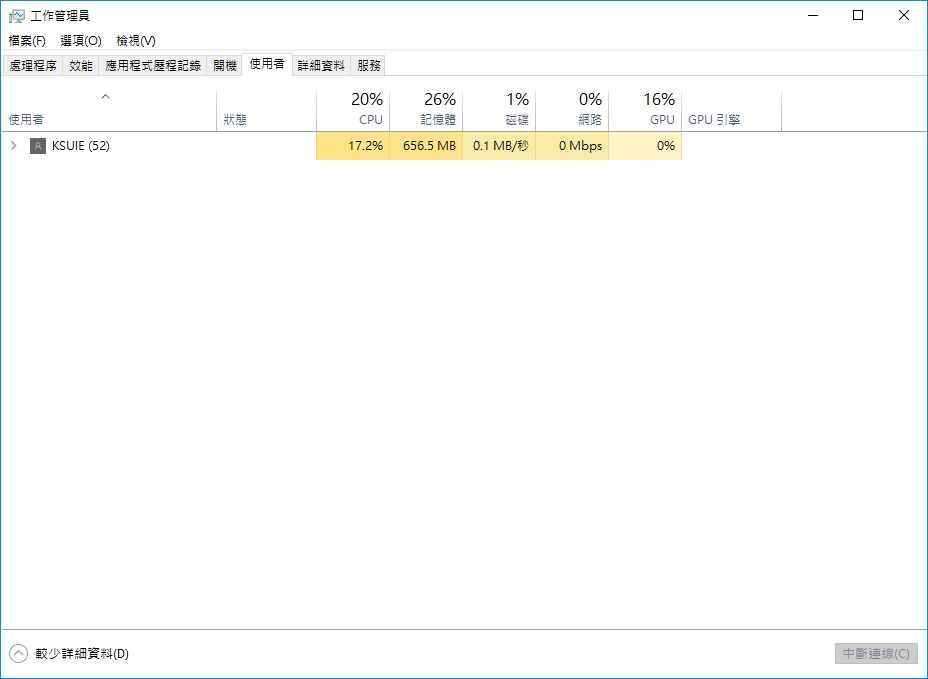 工作管理員
檔案(F) 選項(O) 檢視(V)
處理程序 效能 應用程式歷程記錄 開機 使用者 詳細資料 服務
20% 26% 1% 0% 16%
使用者 狀態 CPU 記憶體 磁碟 網路 GPU GPU 引擎
KSUIE (52) 17.2% 656.5 MB 0.1 MB/秒 0 Mbps 0%
較少詳細資料(D) 中斷連線(C)